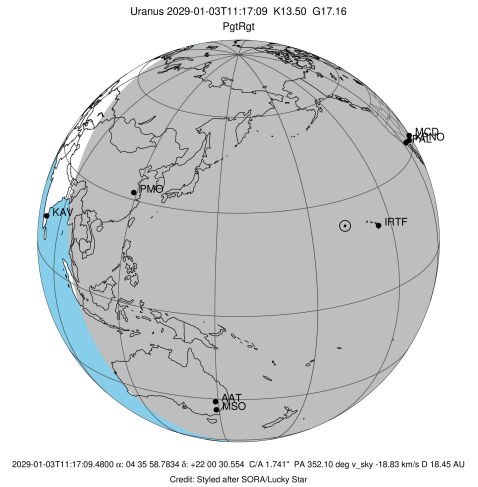 Uranus 2029-01-03T11:17:09 K13.50 G17.16
PgtRgt
MCD
KPNO
PAL
PMO
KAV
IRTF
AAT
MSO
2029-01-03T11:17:09.4800 α: 04 35 58.7834 δ: +22 00 30.554 C/A 1.741" PA 352.10 deg v_sky -18.83 km/s D 18.45 AU
Credit: Styled after SORA/Lucky Star